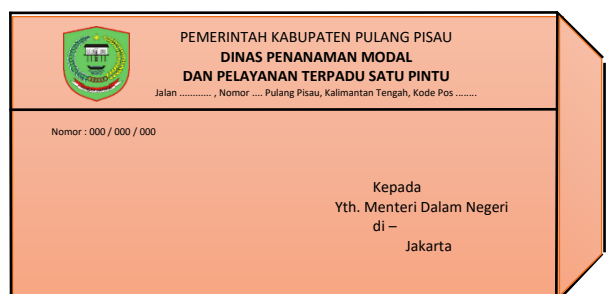 PEMERINTAH KABUPATEN PULANG PISAU
DINAS PENANAMAN MODAL
DAN PELAYANAN TERPADU SATU PINTU
Jalan ............ , Nomor .... Pulang Pisau, Kalimantan Tengah, Kode Pos ........
Nomor : 000 / 000 / 000
Kepada
Yth. Menteri Dalam Negeri
di –
Jakarta